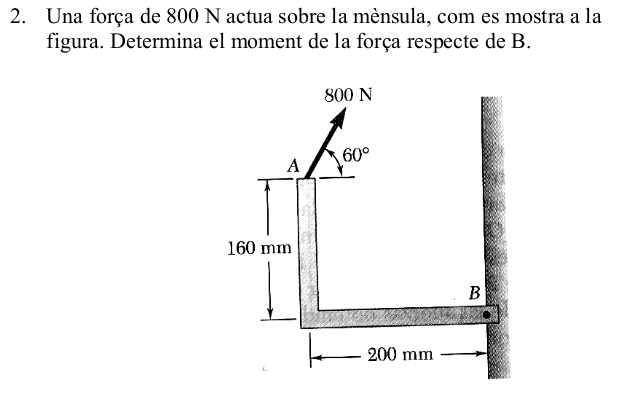 2. Una força de 800 N actua sobre la mènsula, com es mostra a la
figura. Determina el moment de la força respecte de B.
800 N
60°
A
160 mm
B
200 mm